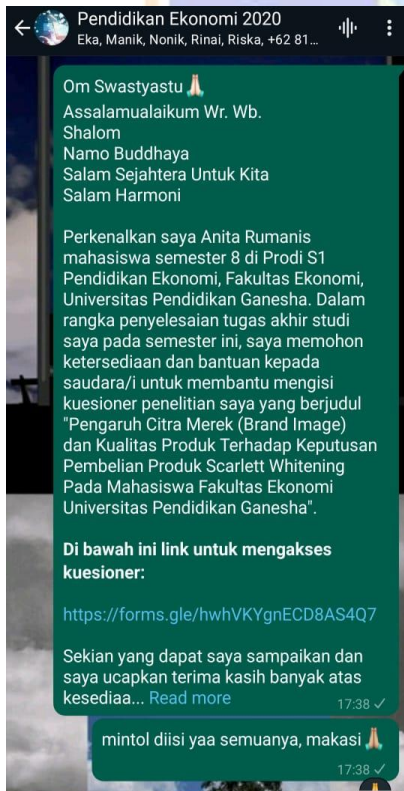 Pendidikan Ekonomi 2020
Eka, Manik, Nonik, Rinai, Riska, +62 81...
Om Swastyastu🙏🏻
Assalamualaikum Wr. Wb.
Shalom
Namo Buddhaya
Salam Sejahtera Untuk Kita
Salam Harmoni
Perkenalkan saya Anita Rumanis
mahasiswa semester 8 di Prodi S1
Pendidikan Ekonomi, Fakultas Ekonomi,
Universitas Pendidikan Ganesha. Dalam
rangka penyelesaian tugas akhir studi
saya pada semester ini, saya memohon
ketersediaan dan bantuan kepada
saudara/i untuk membantu mengisi
kuesioner penelitian saya yang berjudul
"Pengaruh Citra Merek (Brand Image)
dan Kualitas Produk Terhadap Keputusan
Pembelian Produk Scarlett Whitening
Pada Mahasiswa Fakultas Ekonomi
Universitas Pendidikan Ganesha".
Di bawah ini link untuk mengakses
kuesioner:
https://forms.gle/hwhVKYgnECD8AS4Q7
Sekian yang dapat saya sampaikan dan
saya ucapkan terima kasih banyak atas
kesediaa... Read more
17:38
mintol diisi yaa semuanya, makasi🙏🏻
17:38